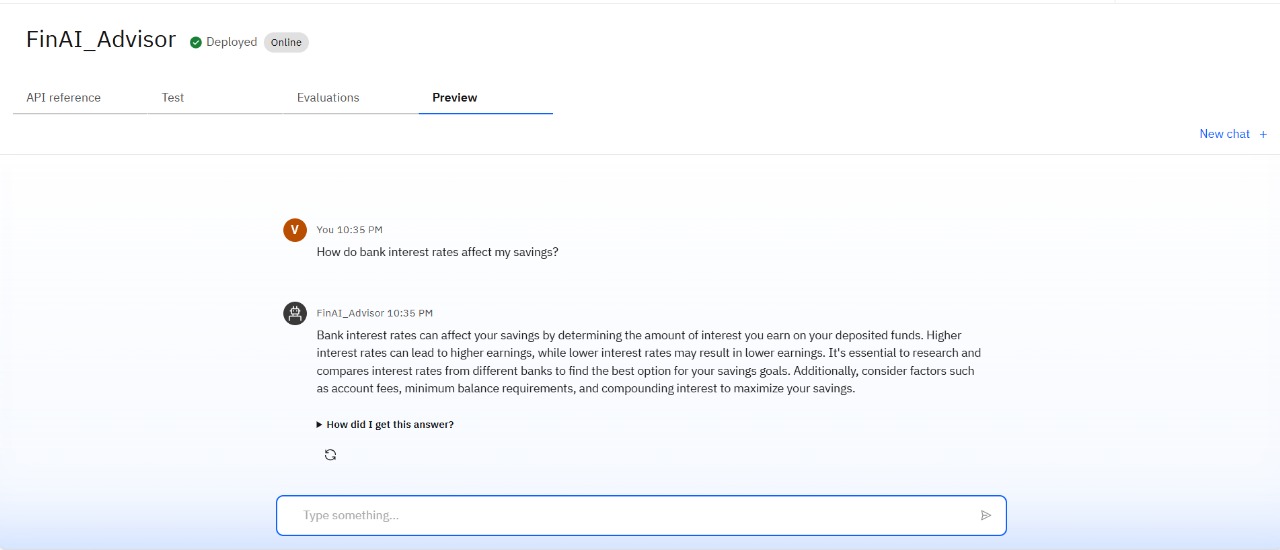 FinAI_Advisor Deployed Online
API reference Test Evaluations Preview
New chat +
V You 10:35 PM
How do bank interest rates affect my savings?
FinAI_Advisor 10:35 PM
Bank interest rates can affect your savings by determining the amount of interest you earn on your deposited funds. Higher
interest rates can lead to higher earnings, while lower interest rates may result in lower earnings. It's essential to research and
compares interest rates from different banks to find the best option for your savings goals. Additionally, consider factors such
as account fees, minimum balance requirements, and compounding interest to maximize your savings.
How did I get this answer?
Type something...